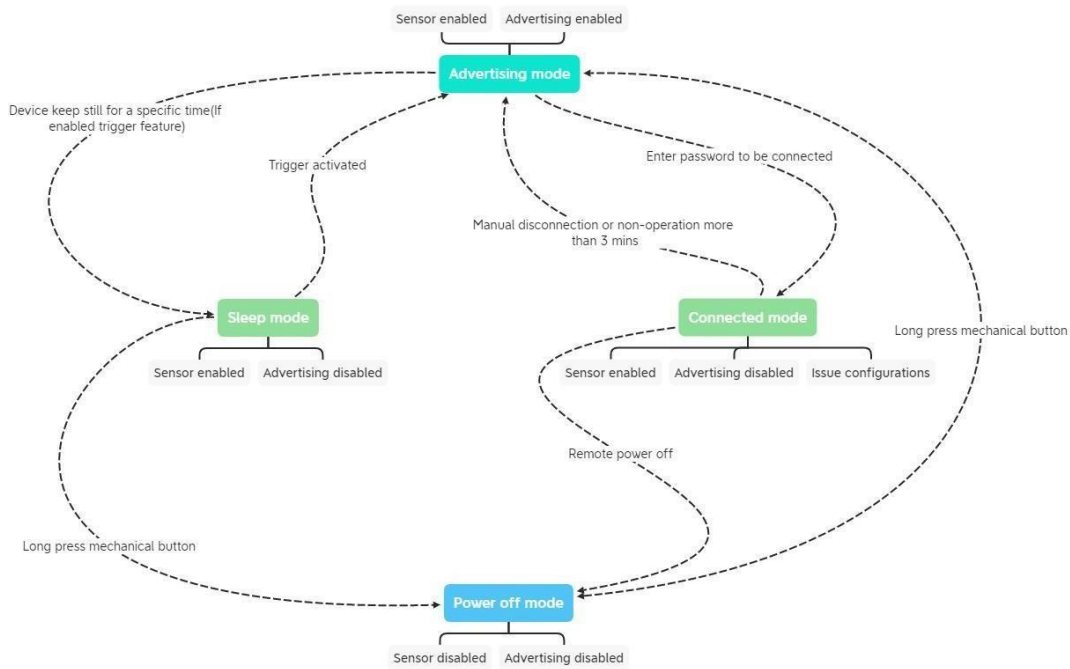 Sensor enabled
Advertising enabled
Advertising mode
Device keep still for a specific time(If
enabled trigger feature)
Trigger activated
Enter password to be connected
Manual disconnection or non-operation more
than 3 mins
Sleep mode
Connected mode
Long press mechanical button
Sensor enabled
Advertising disabled
Sensor enabled
Advertising disabled
Issue configurations
Remote power off
Long press mechanical button
Power off mode
Sensor disabled
Advertising disabled